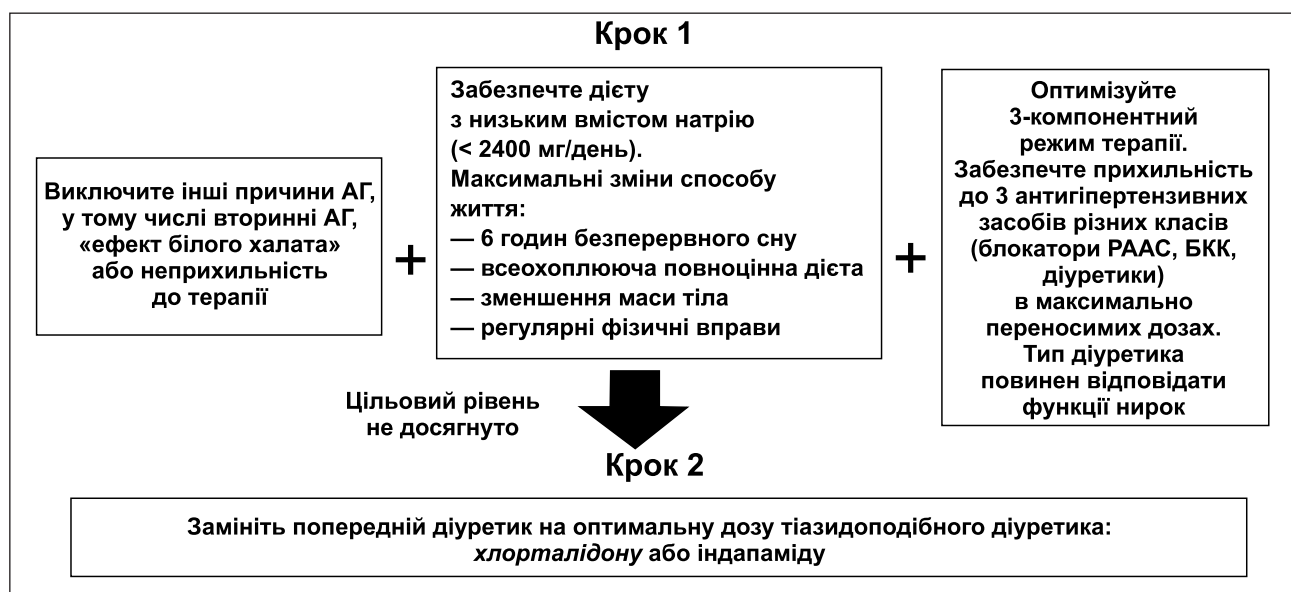 Крок 1
Виключите інші причини АГ,
у тому числі вторинні АГ,
«ефект білого халата»
або неприхильність
до терапії
+
Забезпечте дієту
з низьким вмістом натрію
(< 2400 мг/день).
Максимальні зміни способу
життя:
— 6 годин безперервного сну
— всеохоплююча повноцінна дієта
— зменшення маси тіла
— регулярні фізичні вправи
+
Оптимізуйте
3-компонентний
режим терапії.
Забезпечте прихильність
до 3 антигіпертензивних
засобів різних класів
(блокатори РААС, БКК,
діуретики)
в максимально
переносимих дозах.
Тип діуретика
повинен відповідати
функції нирок
Цільовий рівень
не досягнуто
Крок 2
Замініть попередній діуретик на оптимальну дозу тіазидоподібного діуретика:
хлорталідону або індапаміду